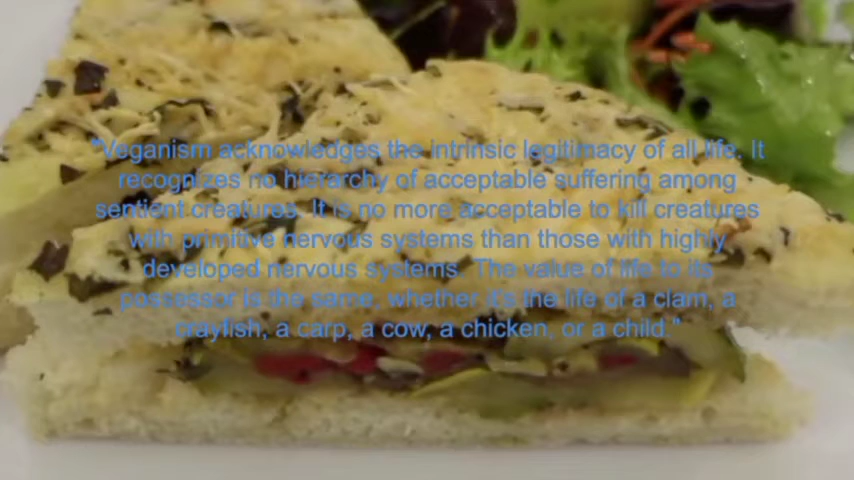 "Veganism acknowledges the intrinsic legitimacy of all life. It
recognizes no hierarchy of acceptable suffering among
sentient creatures. It is no more acceptable to kill creatures
with primitive nervous systems than those with highly
developed nervous systems. The value of life to its
possessor is the same, whether it's the life of a clam, a
crayfish, a carp, a cow, a chicken, or a child."